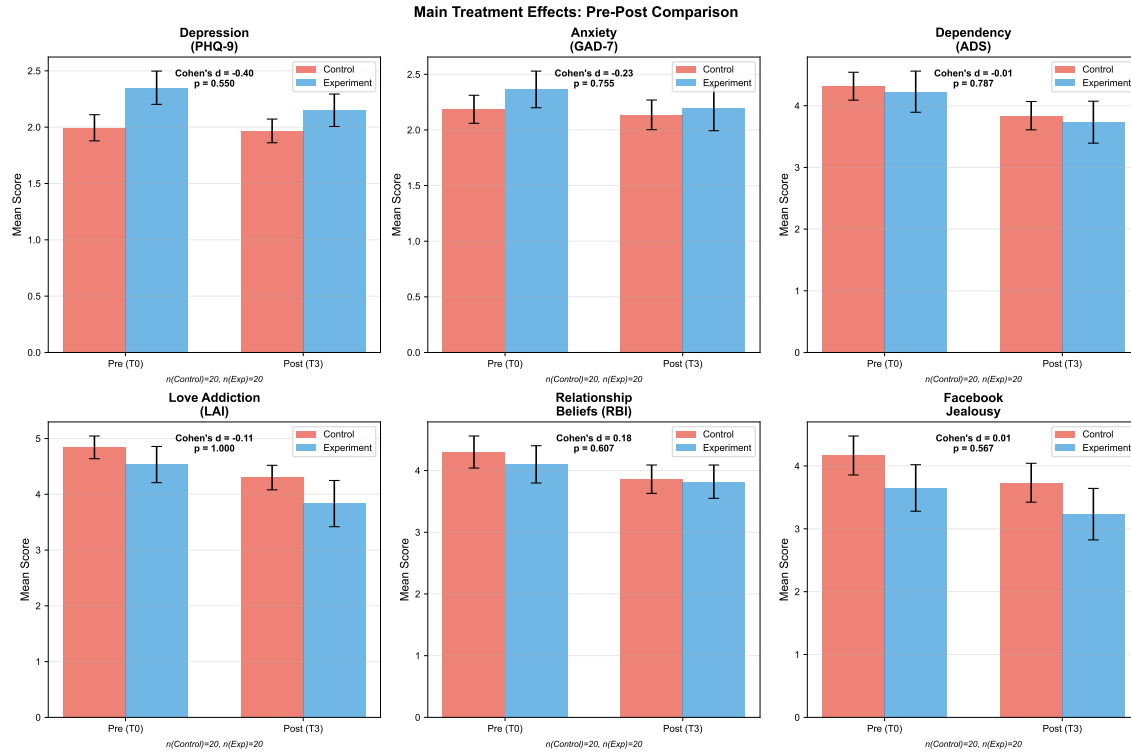 Main Treatment Effects: Pre-Post Comparison
Depression
(PHQ-9)
Cohen's d = -0.40
p = 0.550
Control
Experiment
Mean Score
2.5
2.0
1.5
1.0
0.5
0.0
Pre (T0)
Post (T3)
n(Control)=20, n(Exp)=20
Anxiety
(GAD-7)
Cohen's d = -0.23
p = 0.755
Control
Experiment
Mean Score
2.5
2.0
1.5
1.0
0.5
0.0
Pre (T0)
Post (T3)
n(Control)=20, n(Exp)=20
Dependency
(ADS)
Cohen's d = -0.01
p = 0.787
Control
Experiment
Mean Score
4
3
2
1
0
Pre (T0)
Post (T3)
n(Control)=20, n(Exp)=20
Love Addiction
(LAI)
Cohen's d = -0.11
p = 1.000
Control
Experiment
Mean Score
5
4
3
2
1
0
Pre (T0)
Post (T3)
n(Control)=20, n(Exp)=20
Relationship
Beliefs (RBI)
Cohen's d = 0.18
p = 0.607
Control
Experiment
Mean Score
4
3
2
1
0
Pre (T0)
Post (T3)
n(Control)=20, n(Exp)=20
Facebook
Jealousy
Cohen's d = 0.01
p = 0.567
Control
Experiment
Mean Score
4
3
2
1
0
Pre (T0)
Post (T3)
n(Control)=20, n(Exp)=20